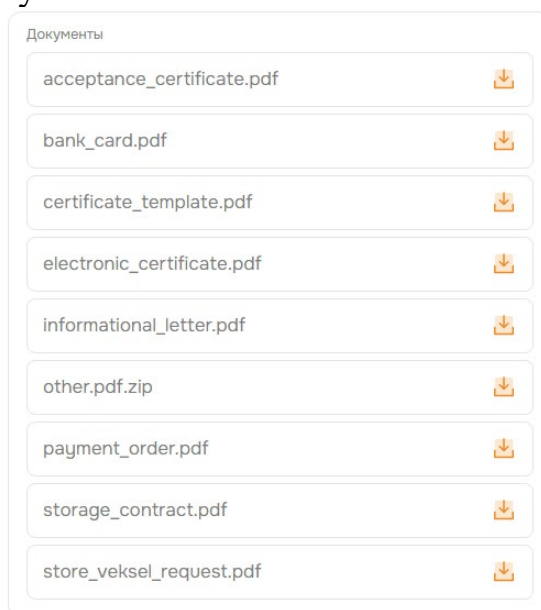 Документы
acceptance_certificate.pdf
bank_card.pdf
certificate_template.pdf
electronic_certificate.pdf
informational_letter.pdf
other.pdf.zip
payment_order.pdf
storage_contract.pdf
store_veksel_request.pdf